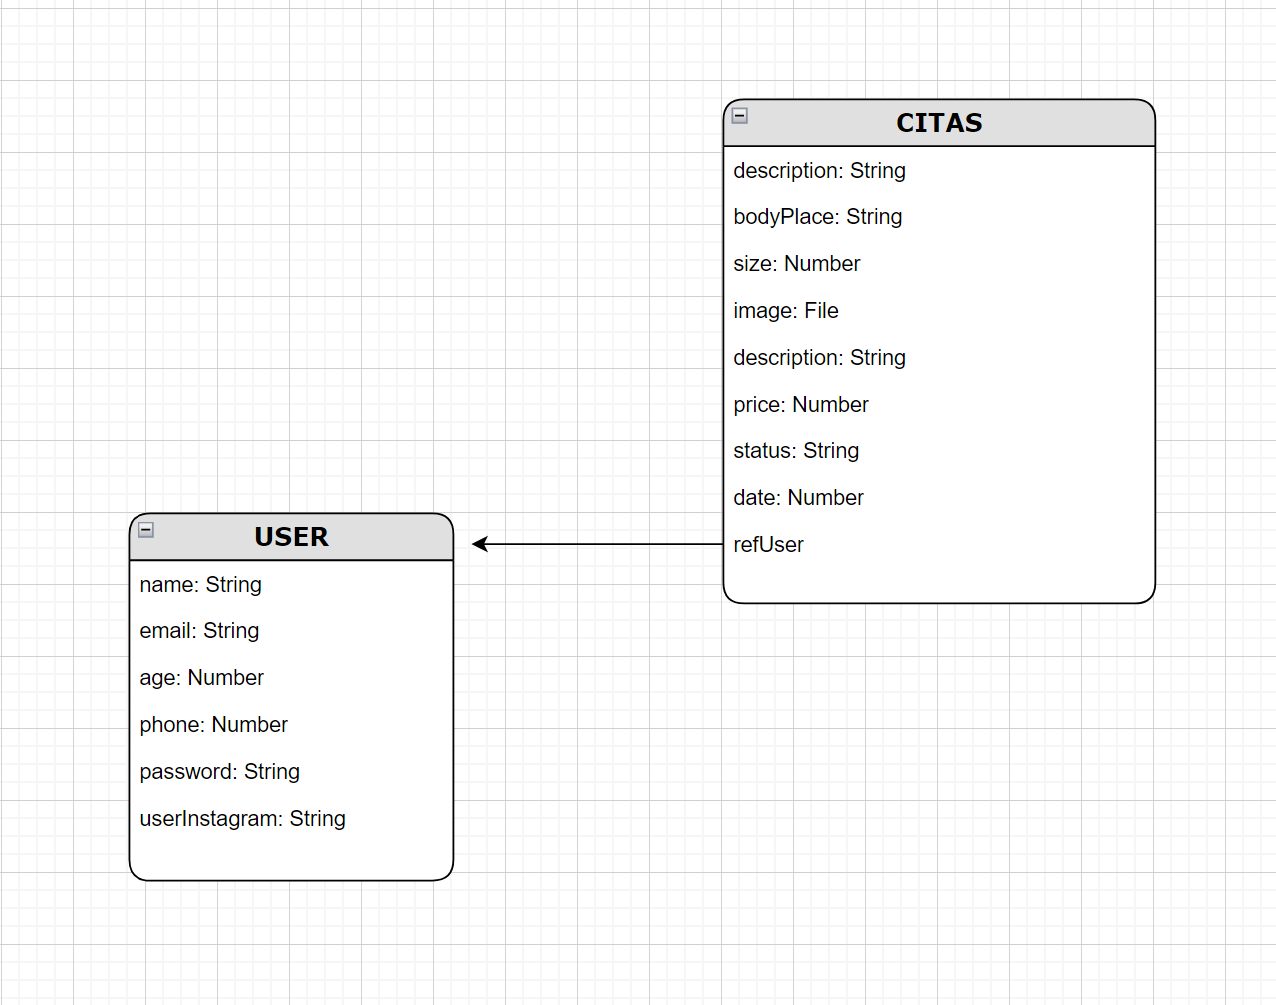 CITAS
description: String
bodyPlace: String
size: Number
image: File
description: String
price: Number
status: String
date: Number
refUser
USER
name: String
email: String
age: Number
phone: Number
password: String
userInstagram: String